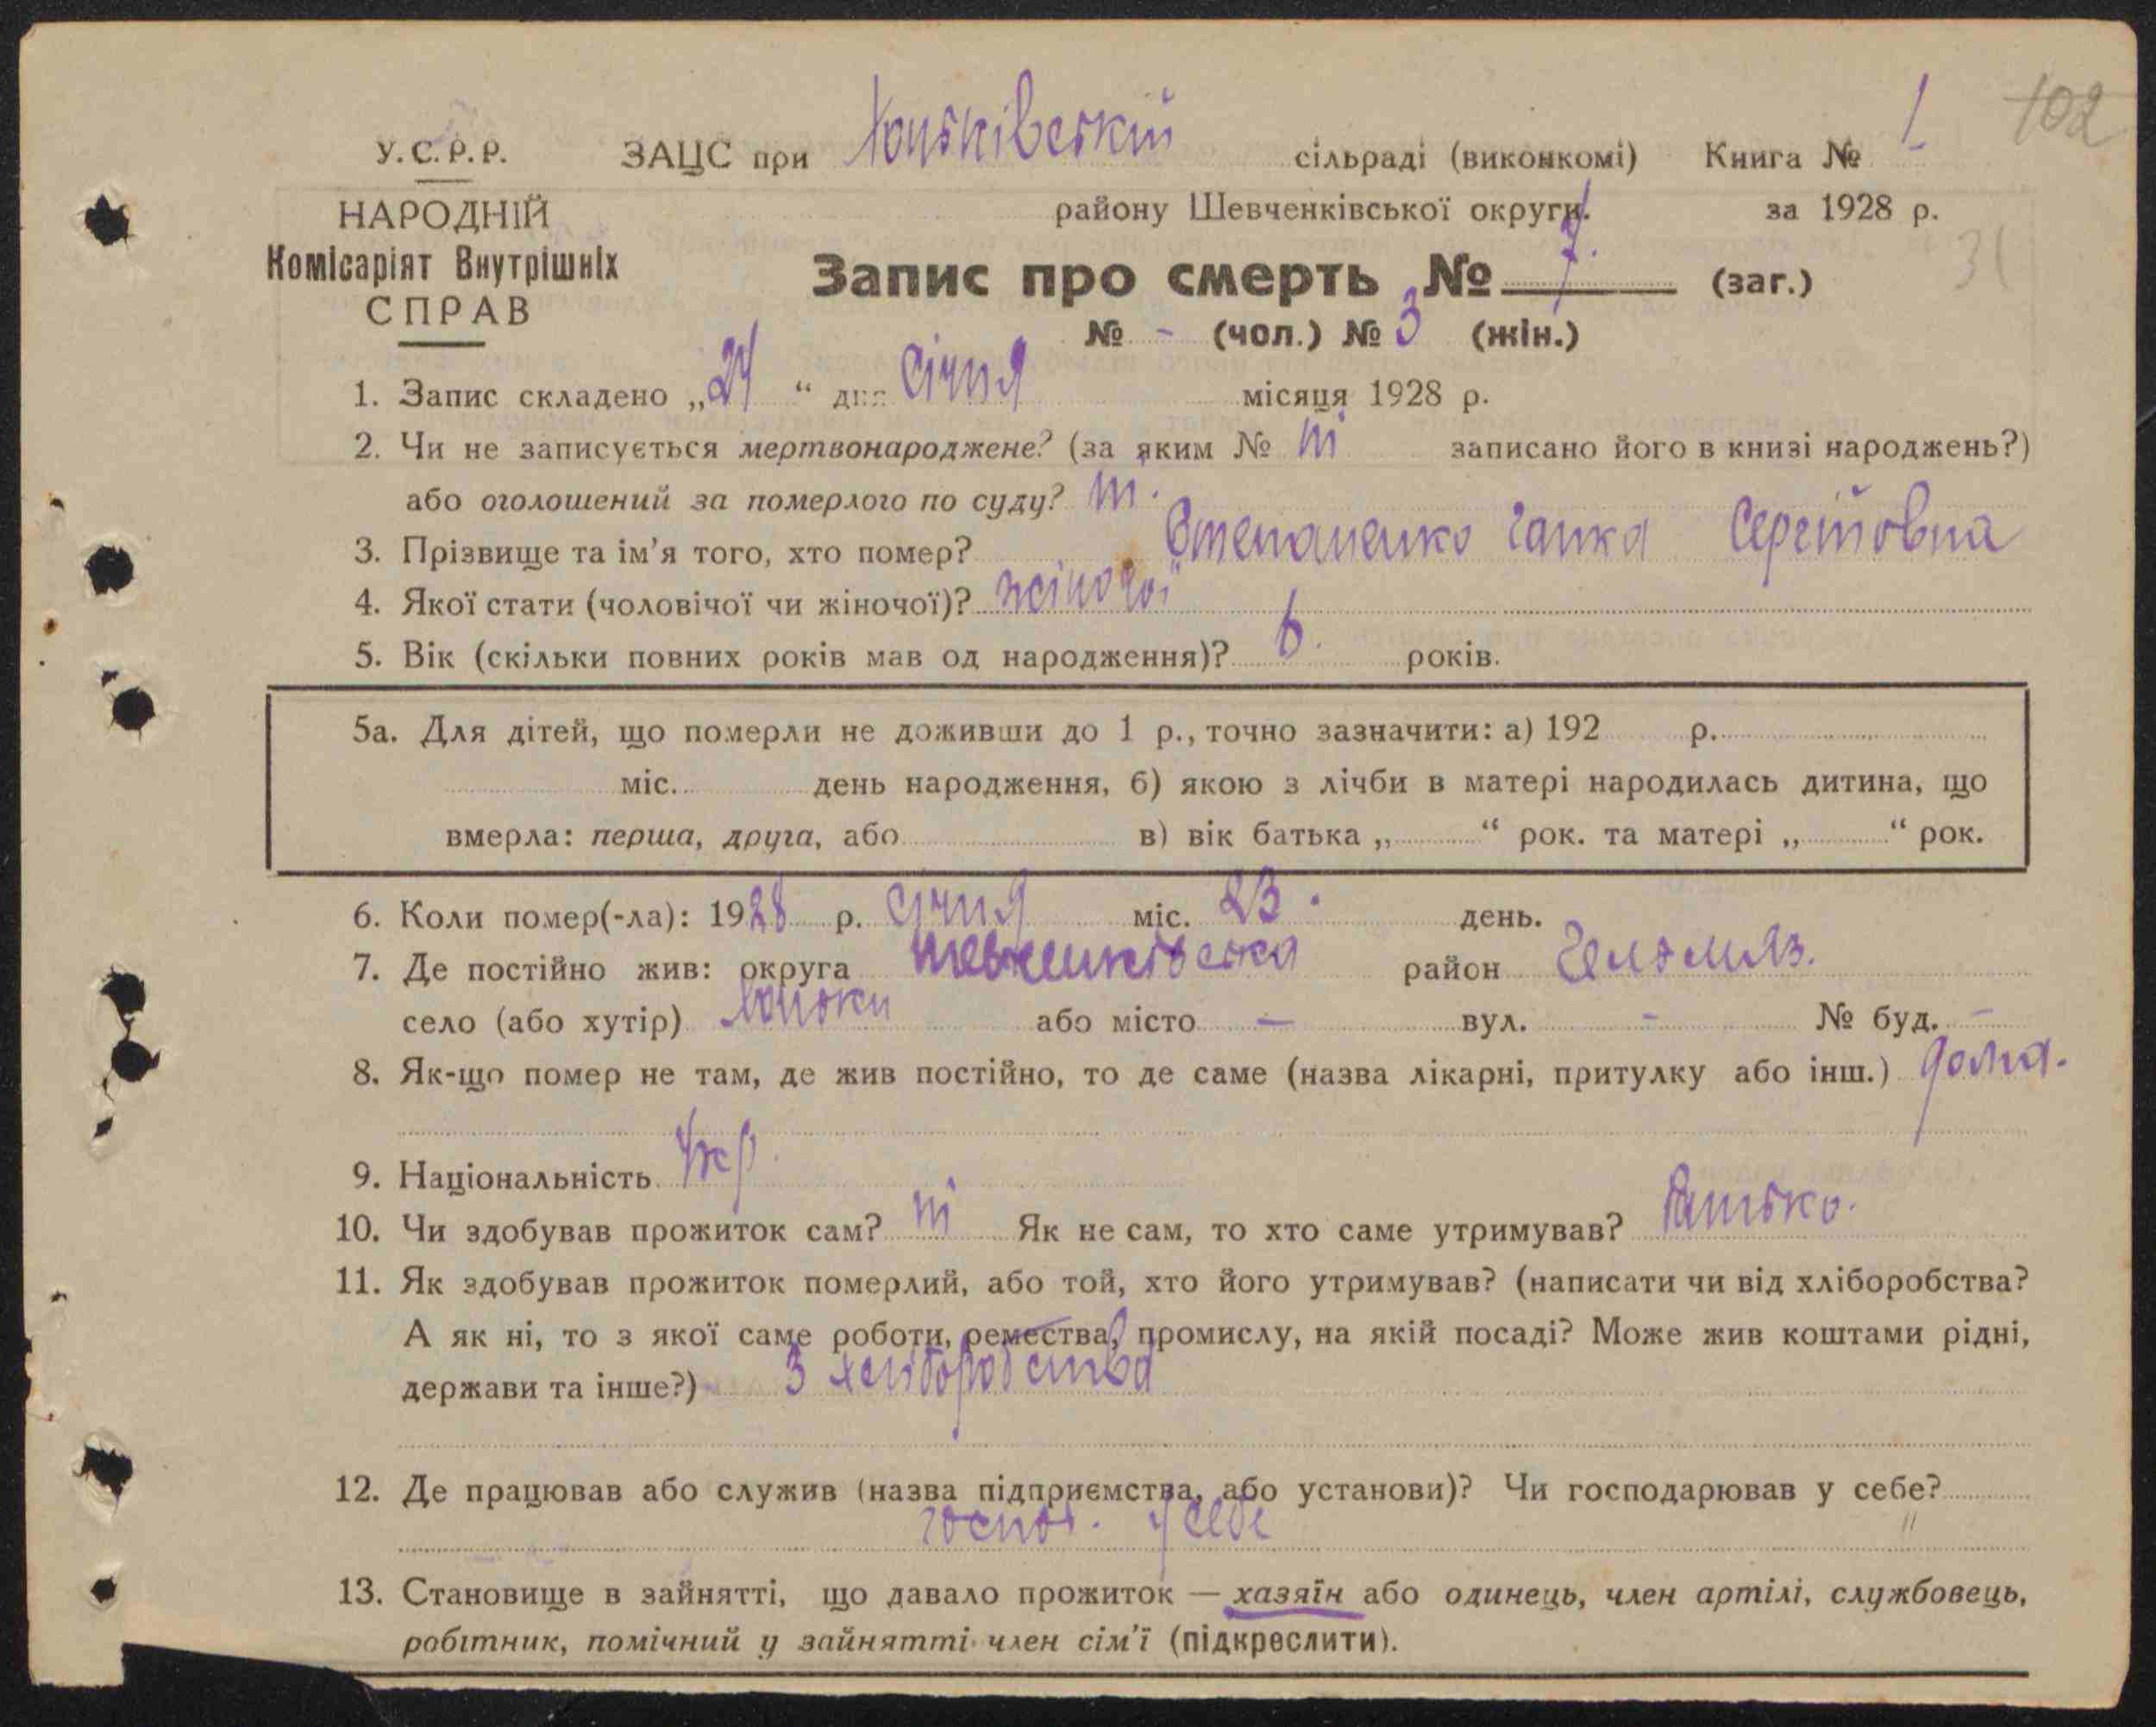 102
У.С.Р.Р. ЗАЦС при Коньківській сільраді (виконкомі) Книга № 1
НАРОДНІЙ району Шевченківської округи. за 1928 р.
31
Комісаріят Внутрішніх Запис про смерть № 7. (заг.)
СПРАВ № - (чол.) № 3 (жін.)
1. Запис складено „24“ дня січня місяця 1928 р.
2. Чи не записується мертвонароджене? (за яким № ні записано його в книзі народжень?)
або оголошений за померлого по суду? ні.
3. Прізвище та ім’я того, хто помер? Степаненко Гапка Сергіївна
4. Якої стати (чоловічої чи жіночої)? жіночої
5. Вік (скільки повних років мав од народження)? 6. років.
5а. Для дітей, що померли не доживши до 1 р., точно зазначити: а) 192 р.
міс. день народження, б) якою з лічби в матері народилась дитина, що
вмерла: перша, друга, або в) вік батька „ “ рок. та матері „ “ рок.
6. Коли помер(-ла): 1928 р. січня міс. 23. день.
7. Де постійно жив: округа Шевченківська район Гельмяз.
село (або хутір) або місто — вул. - № буд. -
8. Як-що помер не там, де жив постійно, то де саме (назва лікарні, притулку або інш.) дома.
9. Національність Укр.
10. Чи здобував прожиток сам? ні Як не сам, то хто саме утримував? батько.
11. Як здобував прожиток померлий, або той, хто його утримував? (написати чи від хліборобства?
А як ні, то з якої саме роботи, ремества, промислу, на якій посаді? Може жив коштами рідні,
держави та інше?) З хліборобства
12. Де працював або служив (назва підприємства, або установи)? Чи господарював у себе?
господ. у себе
13. Становище в зайнятті, що давало прожиток — хазяїн або одинець, член артілі, службовець,
робітник, помічний у зайнятті член сім’ї (підкреслити).